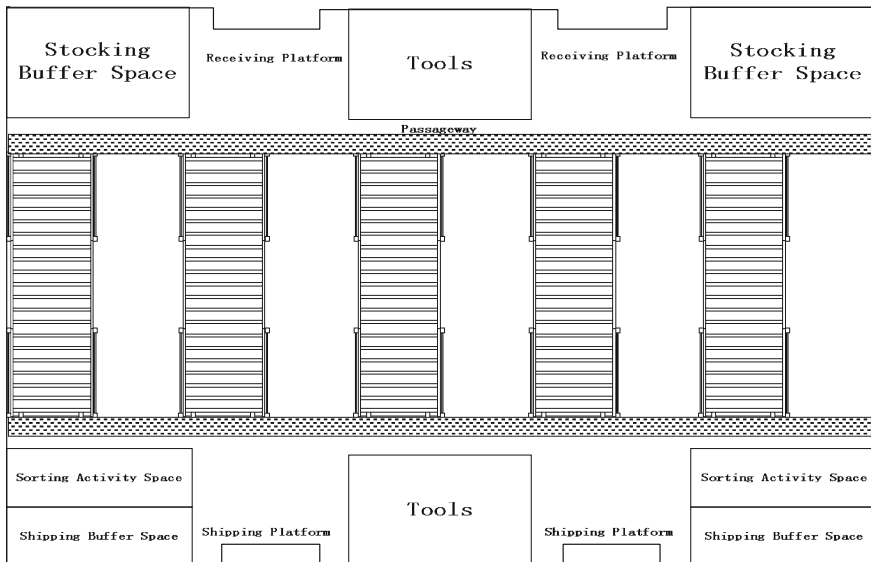 Stocking
Buffer Space
Receiving Platform
Tools
Receiving Platform
Stocking
Buffer Space
Passageway
Sorting Activity Space
Sorting Activity Space
Tools
Shipping Platform
Shipping Platform
Shipping Buffer Space
Shipping Buffer Space